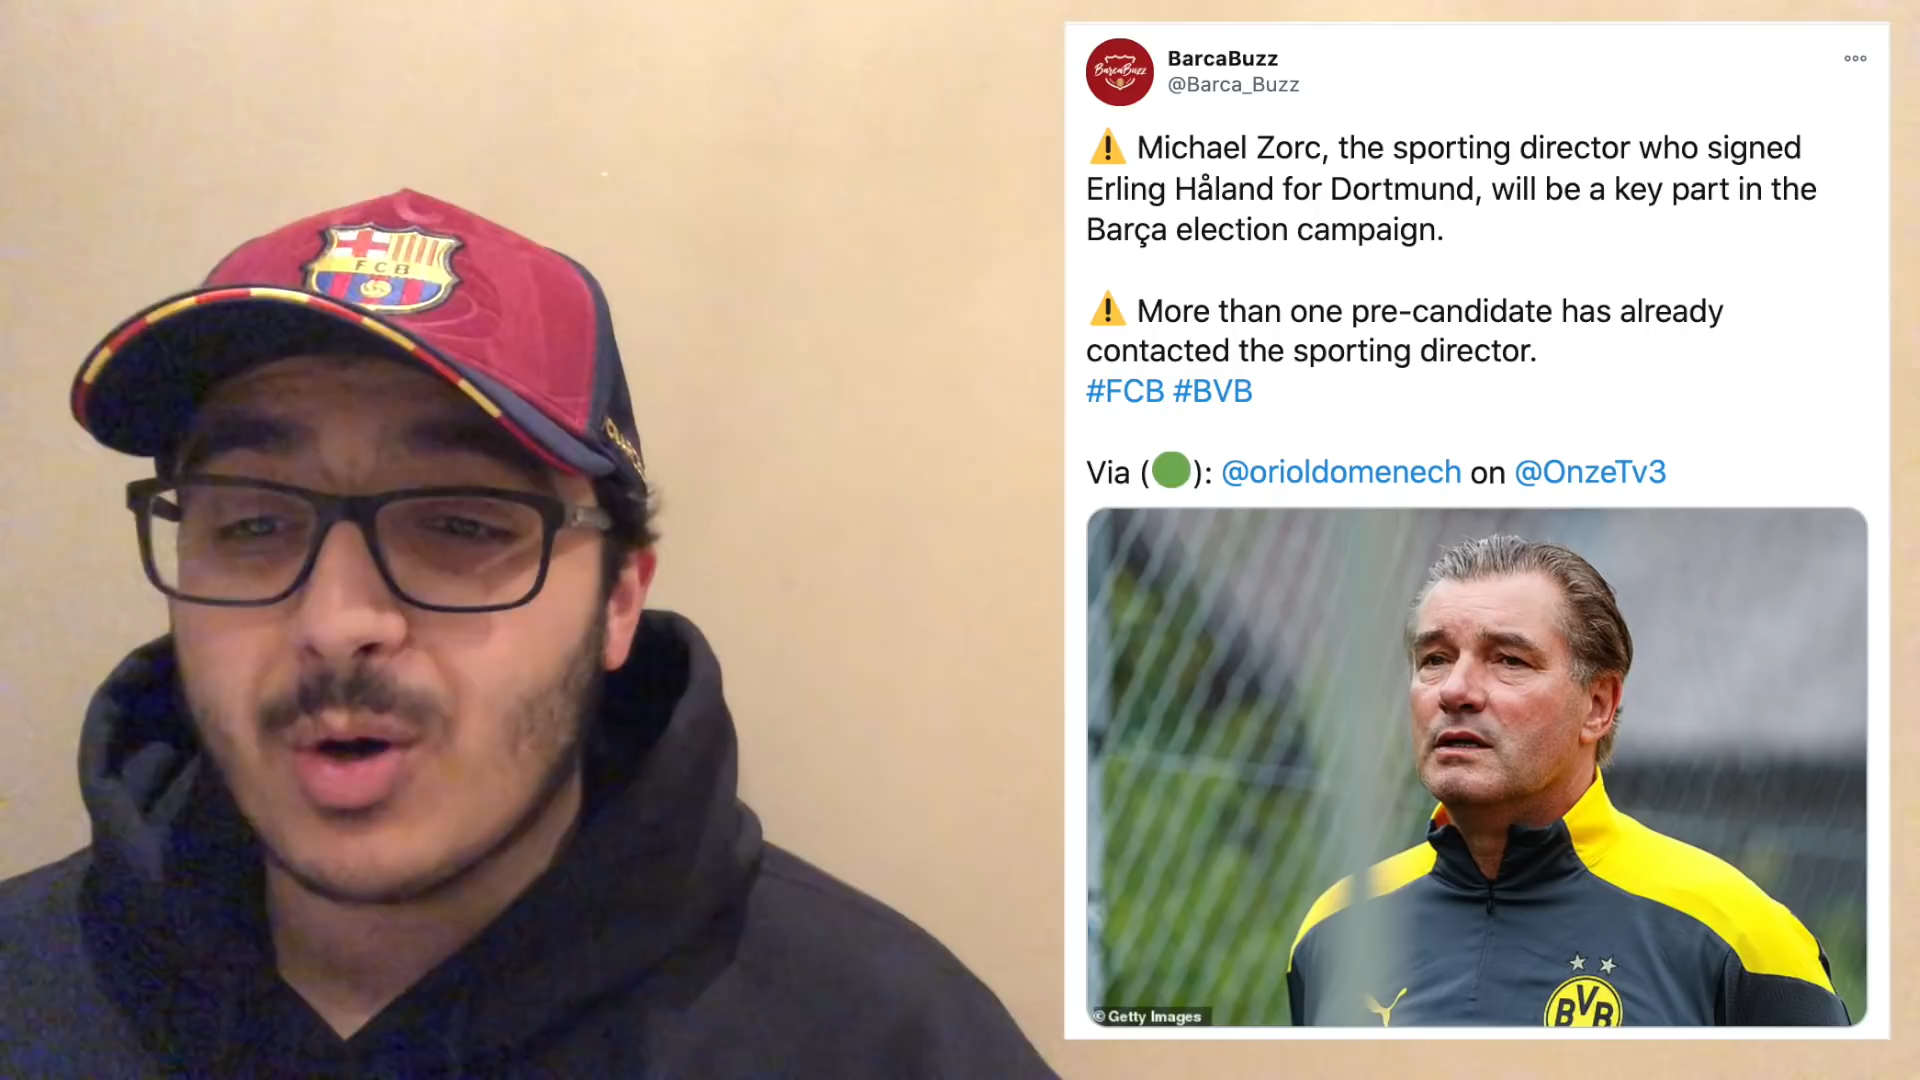 BarcaBuzz
@Barca_Buzz
BarcaBuzz
⚠️ Michael Zorc, the sporting director who signed
Erling Håland for Dortmund, will be a key part in the
Barça election campaign.
⚠️ More than one pre-candidate has already
contacted the sporting director.
#FCB #BVB
Via (🟢): @orioldomenech on @OnzeTv3
FCB
BVB
© Getty Images